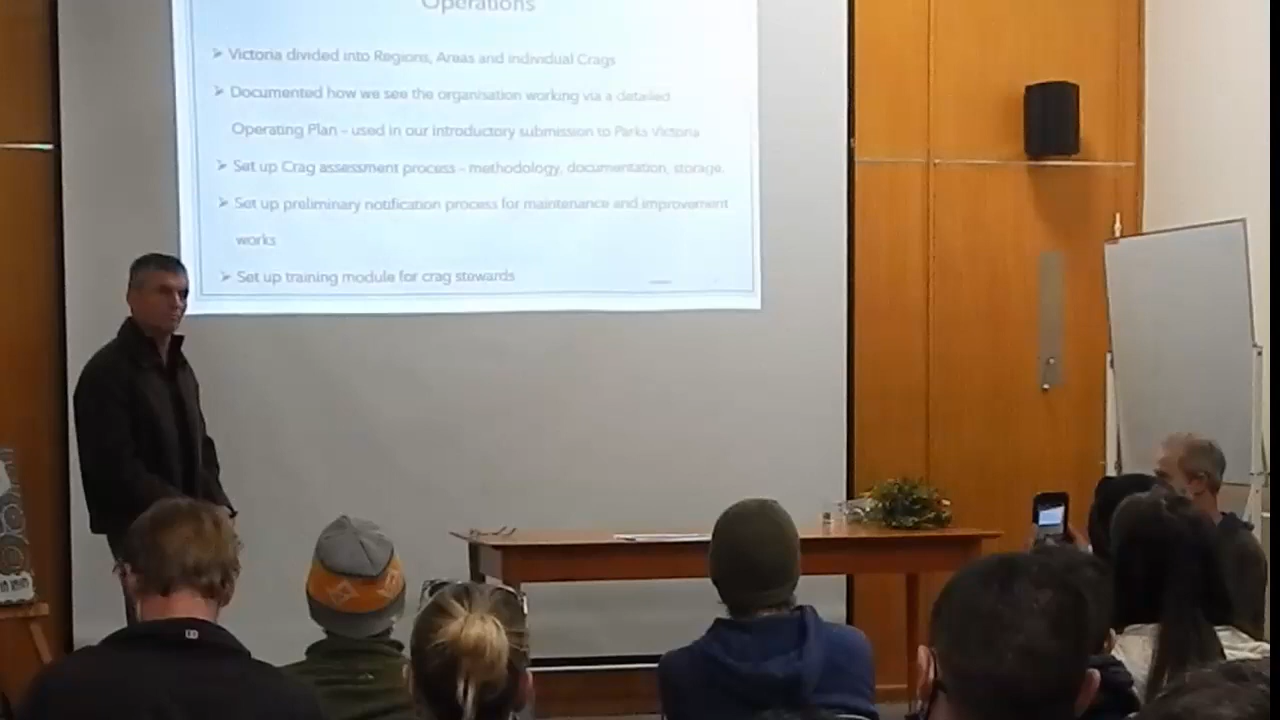 Operations
➢ Victoria divided into Regions, Areas and individual Crags
➢ Documented how we see the organisation working via a detailed
Operating Plan – used in our introductory submission to Parks Victoria
➢ Set up Crag assessment process – methodology, documentation, storage.
➢ Set up preliminary notification process for maintenance and improvement
works
➢ Set up training module for crag stewards